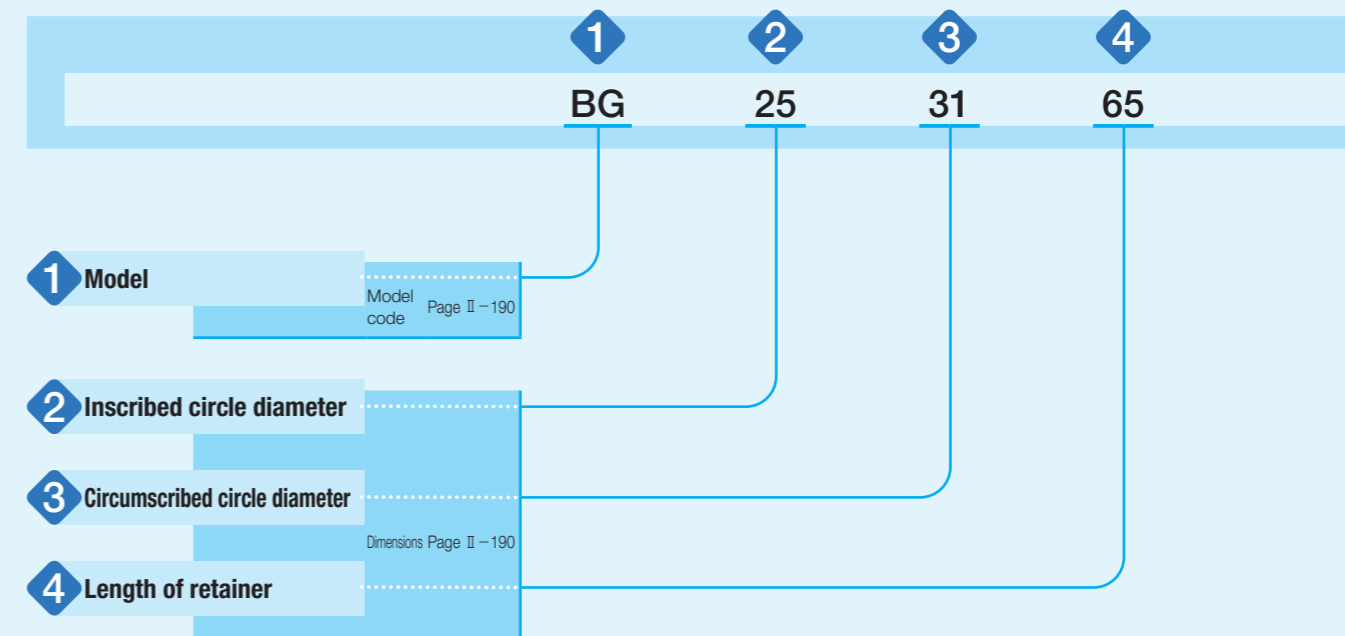 1 2 3 4
BG 25 31 65
1 Model
Model code Page Ⅱ−190
2 Inscribed circle diameter
3 Circumscribed circle diameter
Dimensions Page Ⅱ−190
4 Length of retainer